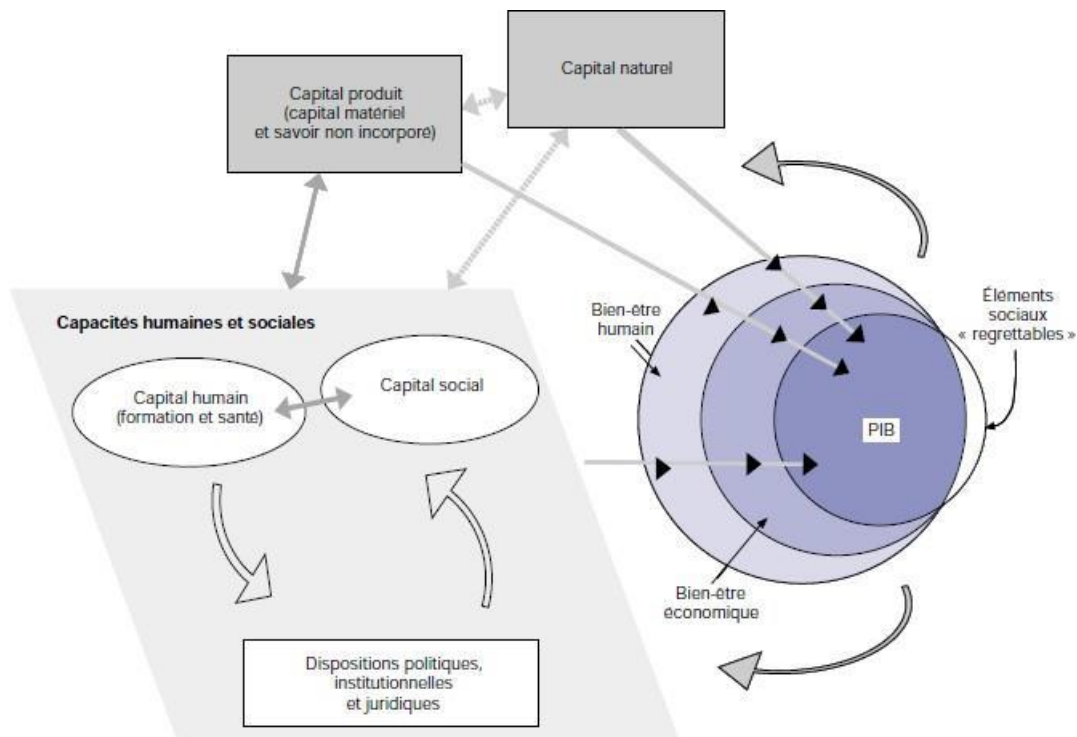 Capital produit
(capital matériel
et savoir non incorporé)
Capital naturel
Capacités humaines et sociales
Capital humain
(formation et santé)
Capital social
Dispositions politiques,
institutionnelles
et juridiques
Bien-être
humain
Éléments
sociaux
« regrettables »
PIB
Bien-être
économique